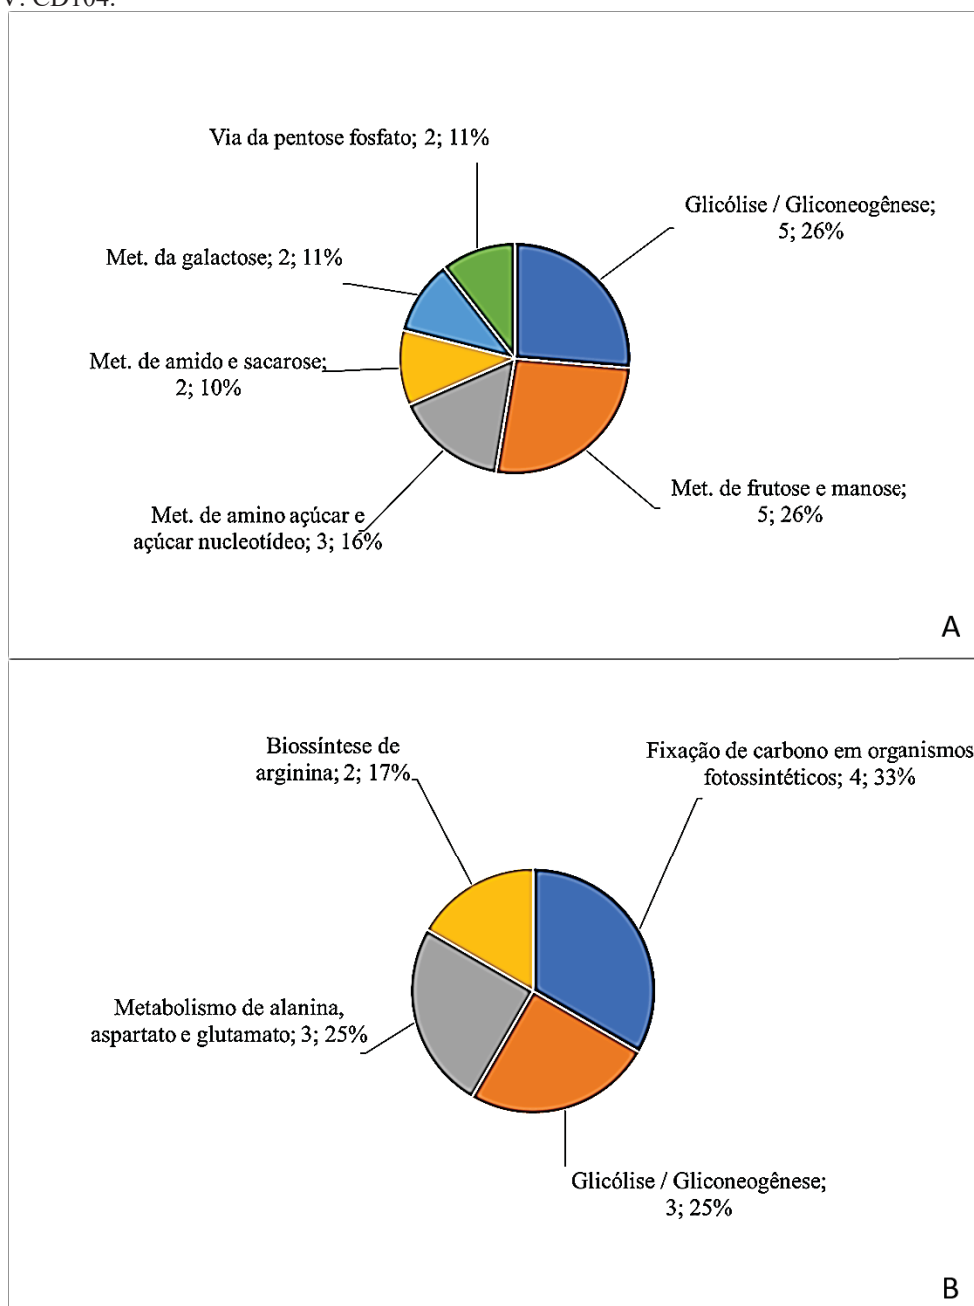 V. CD104.
Via da pentose fosfato; 2; 11%
Glicólise / Gliconeogênese;
5; 26%
Met. da galactose; 2; 11%
Met. de amido e sacarose;
2; 10%
Met. de frutose e manose;
5; 26%
Met. de amino açúcar e
açúcar nucleotídeo; 3; 16%
A
Biossíntese de
arginina; 2; 17%
Fixação de carbono em organismos
fotossintéticos; 4; 33%
Metabolismo de alanina,
aspartato e glutamato; 3; 25%
Glicólise / Gliconeogênese;
3; 25%
B